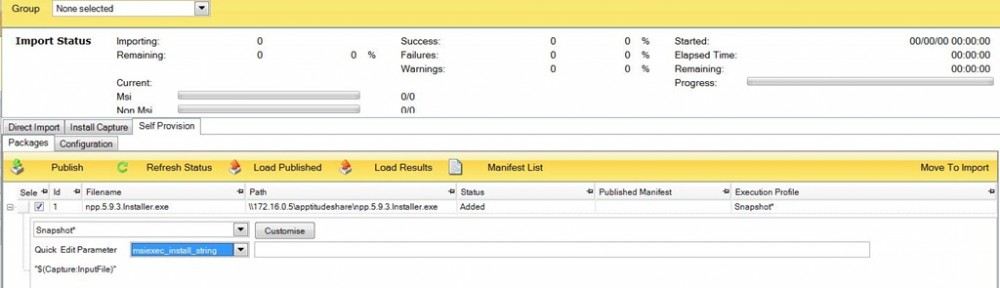 Group None selected
Import Status Importing: 0 Success: 0 0 % Started: 00/00/00 00:00:00
Remaining: 0 0 % Failures: 0 0 % Elapsed Time: 00:00:00
Warnings: 0 0 % Remaining: 00:00:00
Current: Progress:
Msi 0/0
Non Msi 0/0
Direct Import Install Capture Self Provision
Packages Configuration
Publish Refresh Status Load Published Load Results Manifest List Move To Import
Sele Id Filename Path Status Published Manifest Execution Profile
1 npp.5.9.3.Installer.exe \\172.16.0.5\apptitudeshare\npp.5.9.3.Installer.exe Added Snapshot*
Snapshot* Customise
Quick Edit Parameter msiexec_install_string
"$(Capture:InputFile)"